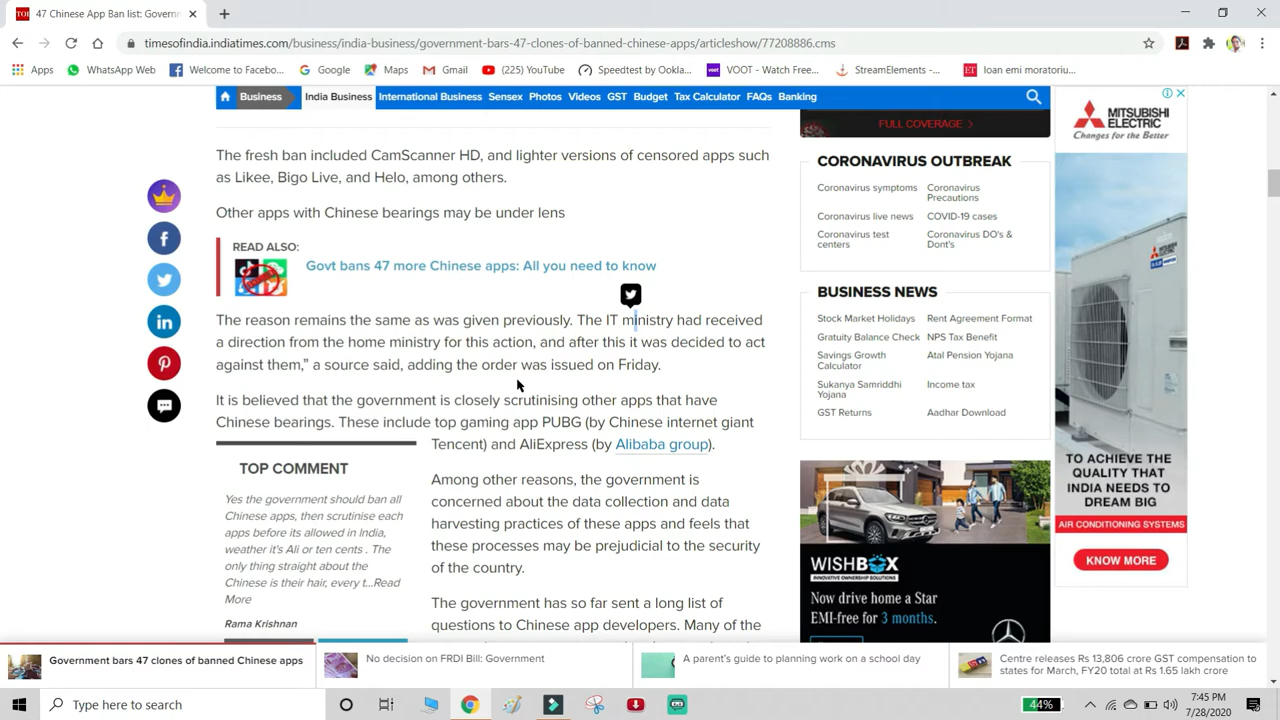 47 Chinese App Ban list: Governm
timesofindia.indiatimes.com/business/india-business/government-bars-47-clones-of-banned-chinese-apps/articleshow/77208886.cms
Apps
WhatsApp Web
Welcome to Facebo...
Google
Maps
Gmail
(225) YouTube
Speedtest by Ookla...
VOOT - Watch Free...
StreamElements -...
loan emi moratoriu...
Business
India Business
International Business
Sensex
Photos
Videos
GST
Budget
Tax Calculator
FAQs
Banking
The fresh ban included CamScanner HD, and lighter versions of censored apps such
as Likee, Bigo Live, and Helo, among others.
Other apps with Chinese bearings may be under lens
READ ALSO:
Govt bans 47 more Chinese apps: All you need to know
The reason remains the same as was given previously. The IT ministry had received
a direction from the home ministry for this action, and after this it was decided to act
against them,” a source said, adding the order was issued on Friday.
It is believed that the government is closely scrutinising other apps that have
Chinese bearings. These include top gaming app PUBG (by Chinese internet giant
Tencent) and AliExpress (by Alibaba group).
TOP COMMENT
Yes the government should ban all
Chinese apps, then scrutinise each
apps before its allowed in India,
weather it's Ali or ten cents . The
only thing straight about the
Chinese is their hair, every t...Read
More
Rama Krishnan
Among other reasons, the government is
concerned about the data collection and data
harvesting practices of these apps and feels that
these processes may be prejudicial to the security
of the country.
The government has so far sent a long list of
questions to Chinese app developers. Many of the
FULL COVERAGE >
CORONAVIRUS OUTBREAK
Coronavirus symptoms
Coronavirus Precautions
Coronavirus live news
COVID-19 cases
Coronavirus test centers
Coronavirus DO's & Dont's
BUSINESS NEWS
Stock Market Holidays
Rent Agreement Format
Gratuity Balance Check
NPS Tax Benefit
Savings Growth Calculator
Atal Pension Yojana
Sukanya Samriddhi Yojana
Income tax
GST Returns
Aadhar Download
WISHBOX
INNOVATIVE OWNERSHIP SOLUTIONS
Now drive home a Star
EMI-free for 3 months.
MITSUBISHI
ELECTRIC
Changes for the Better
TO ACHIEVE THE
QUALITY THAT
INDIA NEEDS TO
DREAM BIG
AIR CONDITIONING SYSTEMS
KNOW MORE
Government bars 47 clones of banned Chinese apps
No decision on FRDI Bill: Government
A parent's guide to planning work on a school day
Centre releases Rs 13,806 crore GST compensation to
states for March, FY20 total at Rs 1.65 lakh crore
Type here to search
44%
7:45 PM
7/28/2020